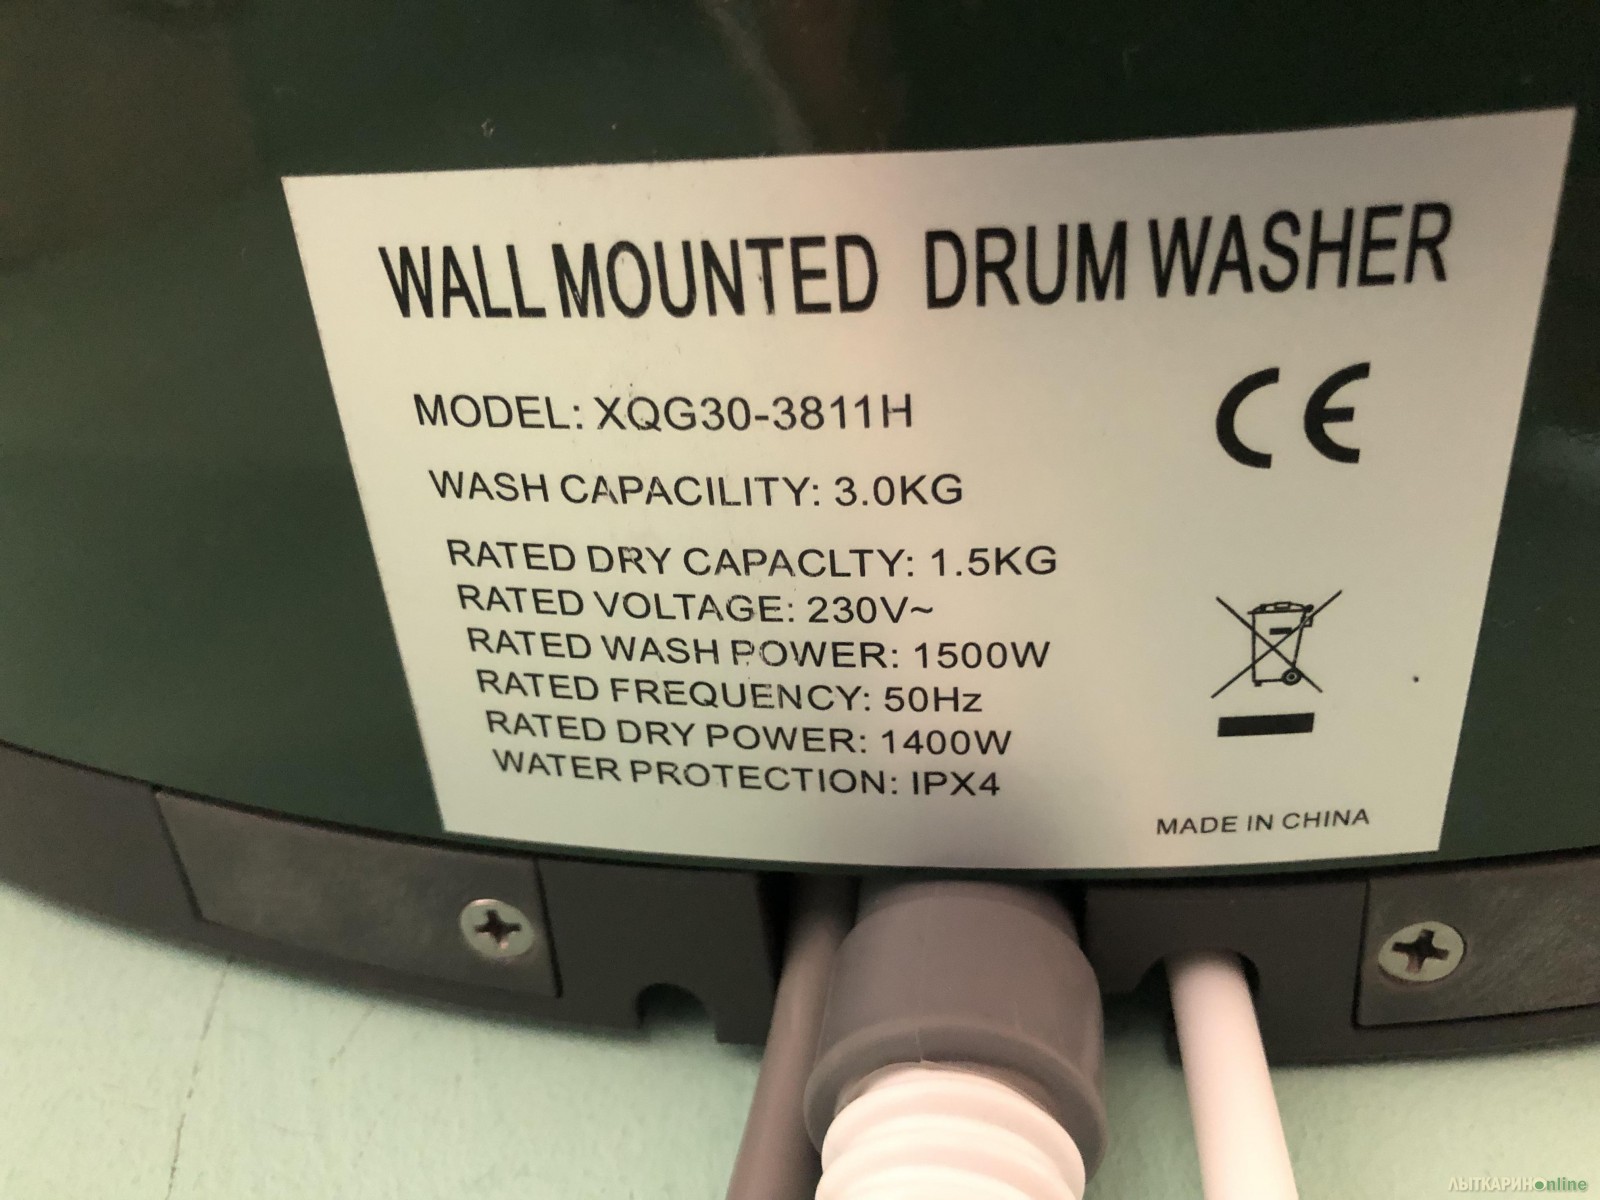 WALL MOUNTED DRUM WASHER
CE
MODEL: XQG30-3811H
WASH CAPACILITY: 3.0KG
RATED DRY CAPACLTY: 1.5KG
RATED VOLTAGE: 230V~
RATED WASH POWER: 1500W
RATED FREQUENCY: 50Hz
RATED DRY POWER: 1400W
WATER PROTECTION: IPX4
MADE IN CHINA
ЛЫТКАРИНonline